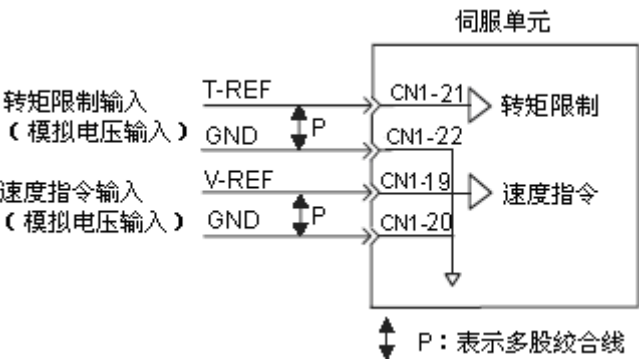 伺服单元
转矩限制输入
（模拟电压输入）
T-REF
P
GND
CN1-21
转矩限制
CN1-22
速度指令输入
（模拟电压输入）
V-REF
P
GND
CN1-19
速度指令
CN1-20
P：表示多股绞合线